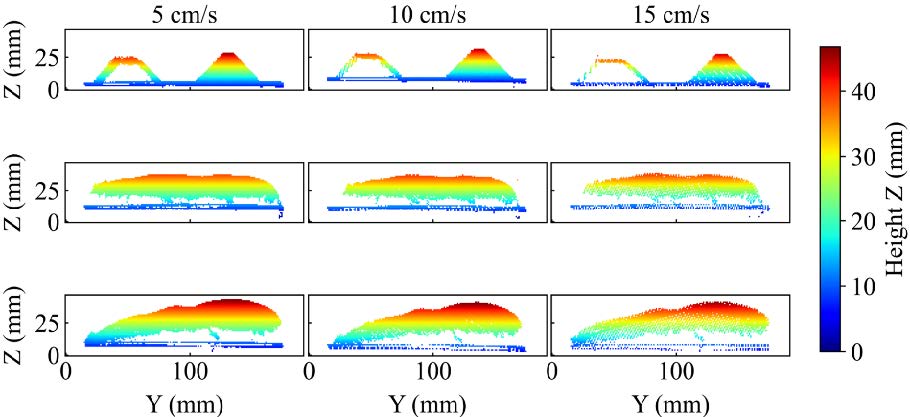 5 cm/s 10 cm/s 15 cm/s
Z (mm) 25 0
Z (mm) 25 0
Z (mm) 25 0
0 100 0 100 0 100
Y (mm) Y (mm) Y (mm)
40
30
20
10
0
Height Z (mm)